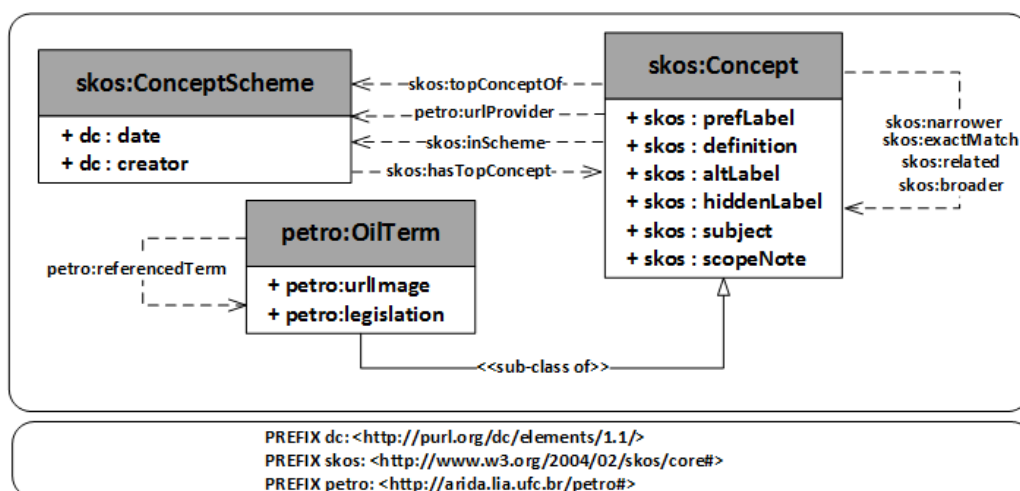 skos:ConceptScheme
+ dc : date
+ dc : creator
skos:topConceptOf
petro:urlProvider
skos:inScheme
skos:hasTopConcept
skos:Concept
+ skos : prefLabel
+ skos : definition
+ skos : altLabel
+ skos : hiddenLabel
+ skos : subject
+ skos : scopeNote
skos:narrower
skos:exactMatch
skos:related
skos:broader
petro:referencedTerm
petro:OilTerm
+ petro:urlImage
+ petro:legislation
<<sub-class of>>
PREFIX dc: <http://purl.org/dc/elements/1.1/>
PREFIX skos: <http://www.w3.org/2004/02/skos/core#>
PREFIX petro: <http://arida.lia.ufc.br/petro#>